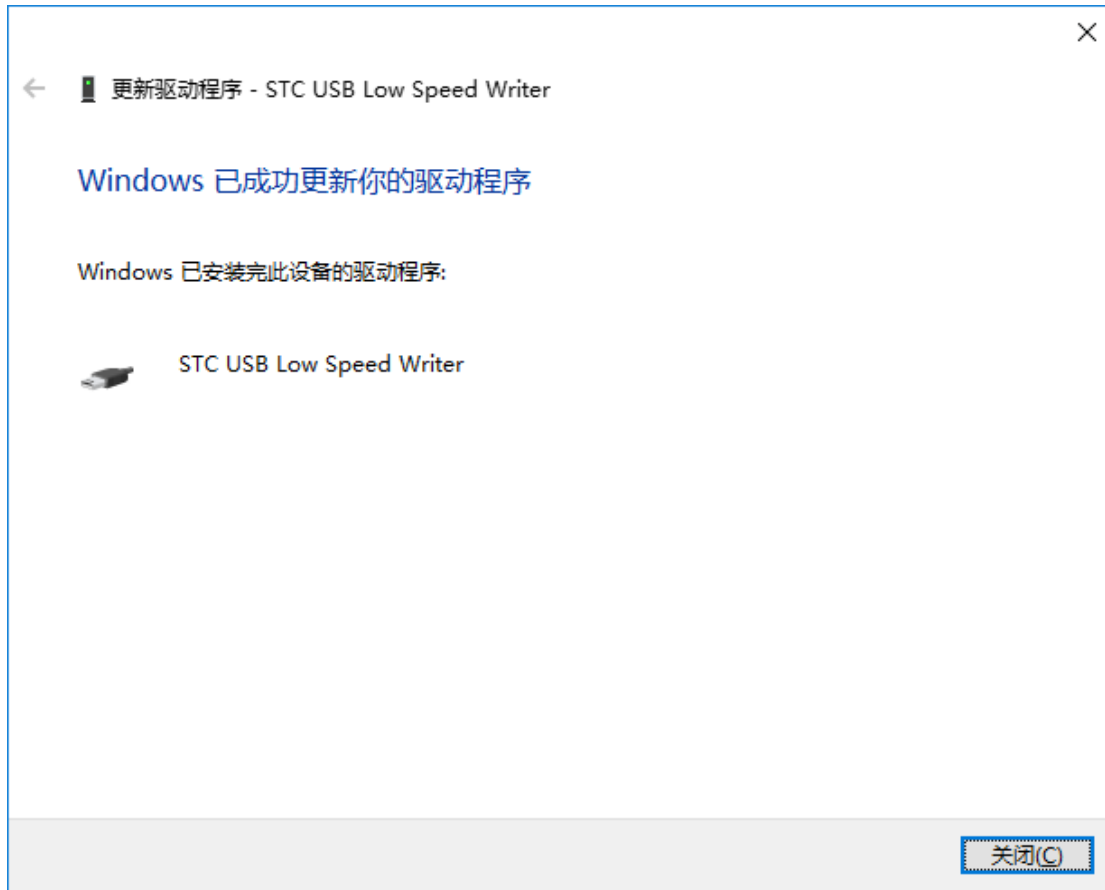 更新驱动程序 - STC USB Low Speed Writer
Windows 已成功更新你的驱动程序
Windows 已安装完此设备的驱动程序:
STC USB Low Speed Writer
关闭(C)